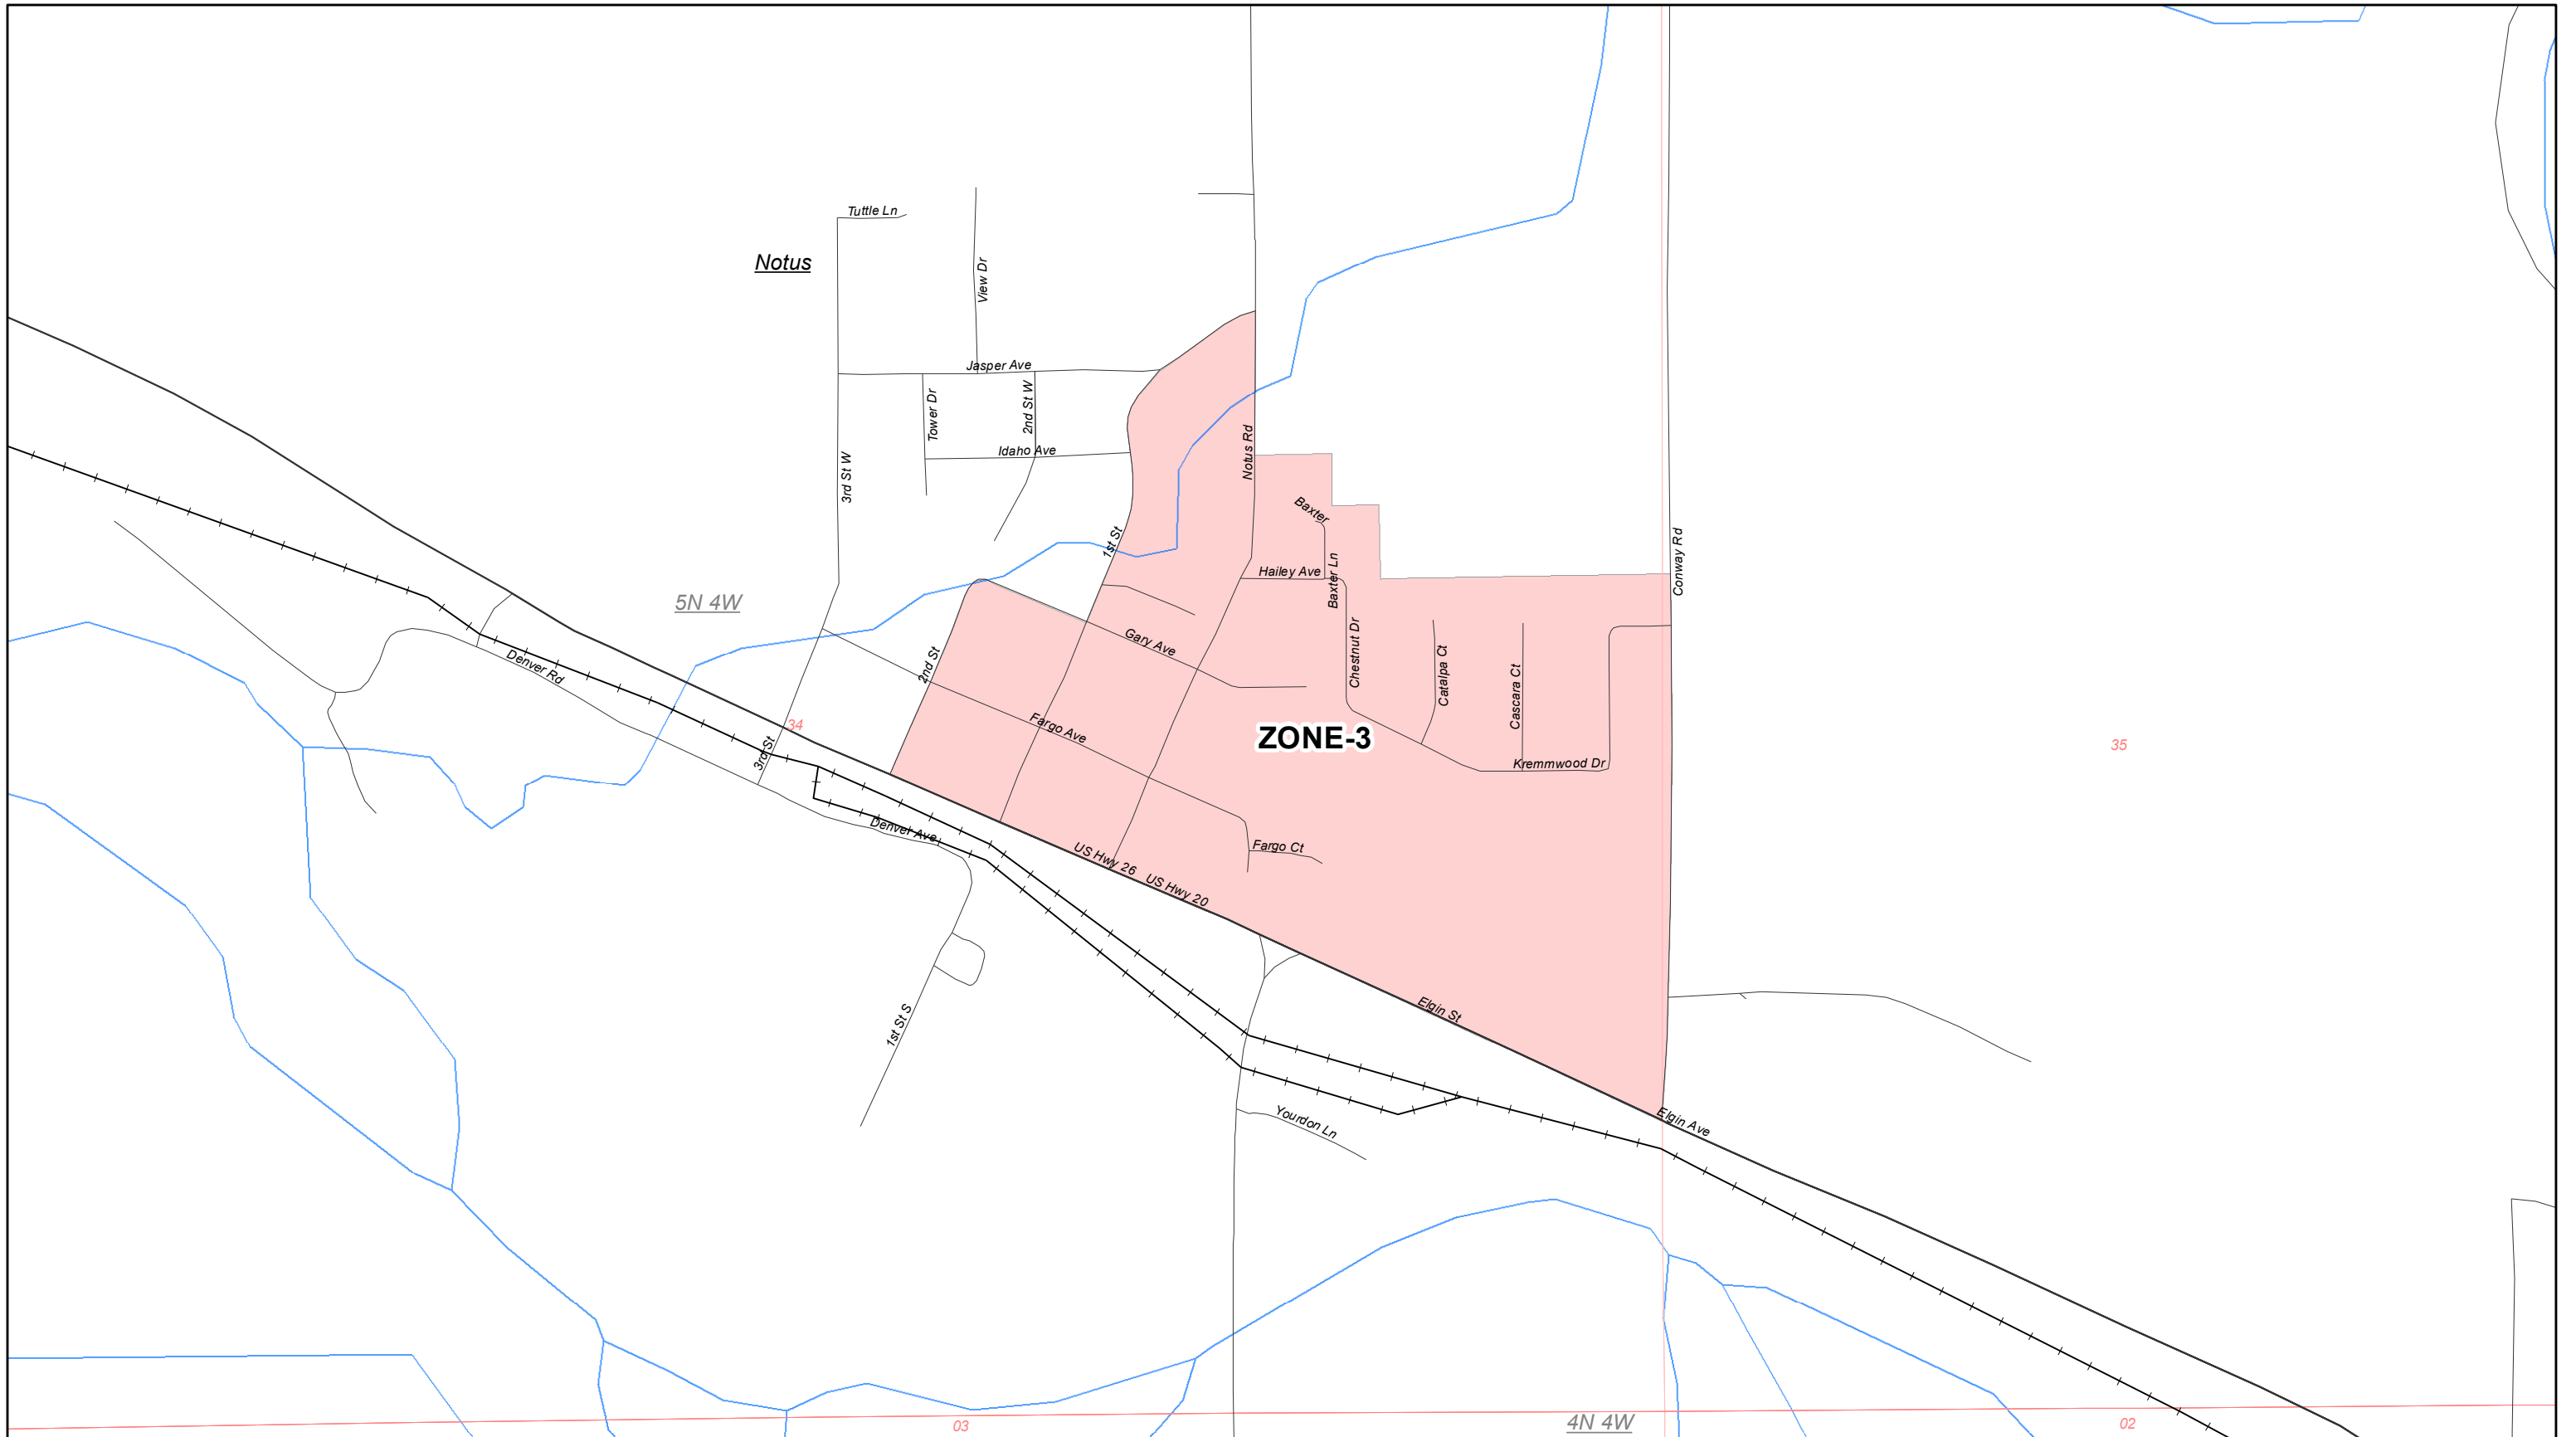 Tuttle Ln
Notus
View Dr
Jasper Ave
Tower Dr
2nd St W
Idaho Ave
3rd St W
Notus Rd
Baxter
1st St
Conway Rd
Hailey Ave
Baxter Ln
5N 4W
Gary Ave
Chestnut Dr
2nd St
Catalpa Ct
Cascara Ct
Denver Rd
34
Fargo Ave
ZONE-3
35
3rd St
Kremmwood Dr
Denver Ave
US Hwy 26
Fargo Ct
US Hwy 20
Elgin St
1st St S
Yourdon Ln
Elgin Ave
03
4N 4W
02